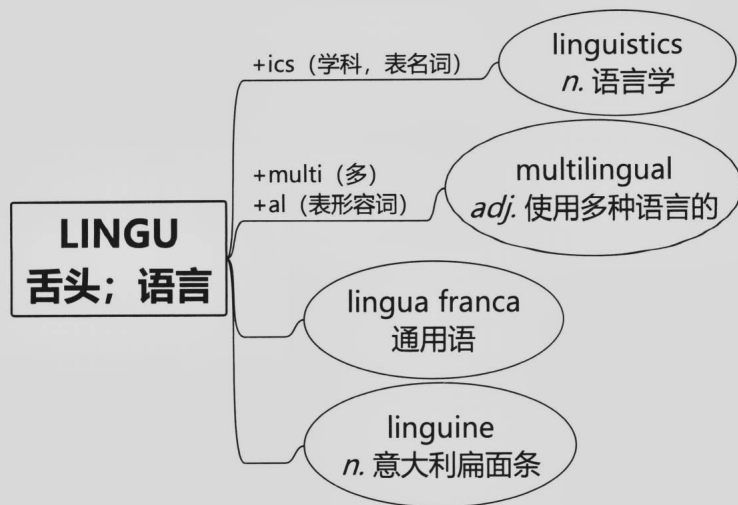 LINGU
舌头；语言
+ics（学科，表名词）
linguistics
n. 语言学
+multi（多）
+al（表形容词）
multilingual
adj. 使用多种语言的
lingua franca
通用语
linguine
n. 意大利扁面条